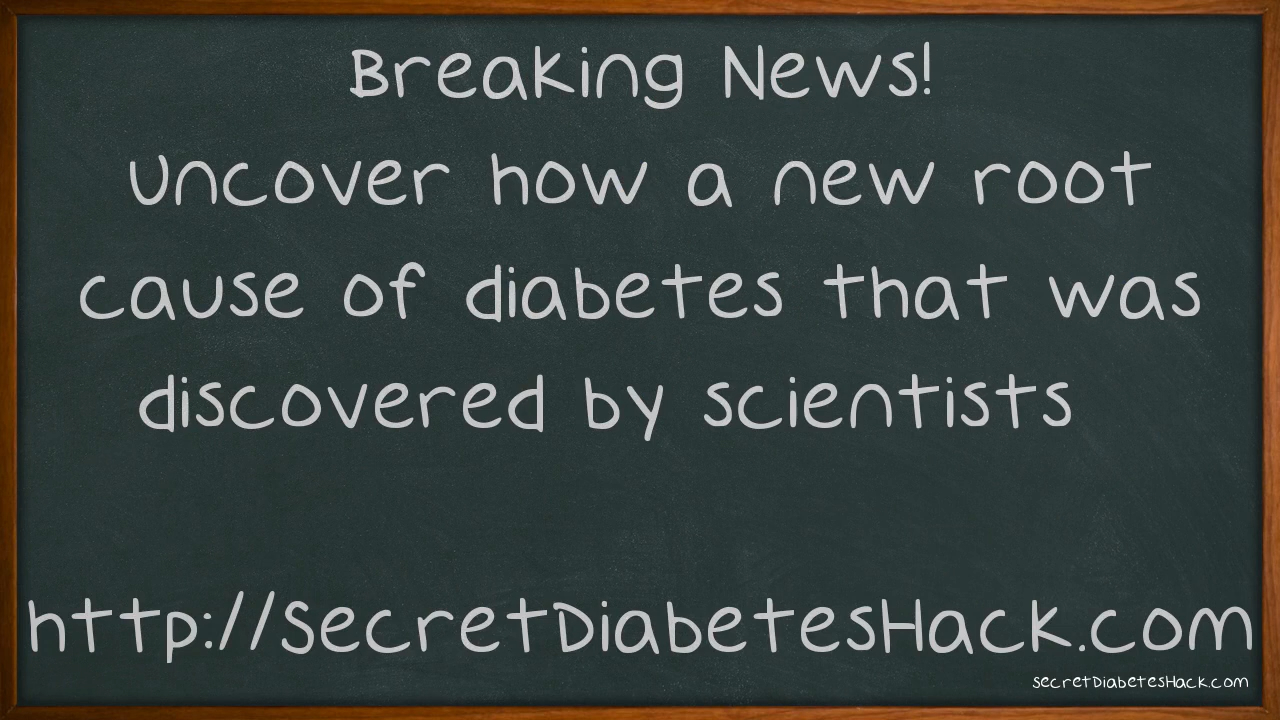 Breaking News!
Uncover how a new root
cause of diabetes that was
discovered by scientists
http://SecretDiabetesHack.com
SecretDiabetesHack.com